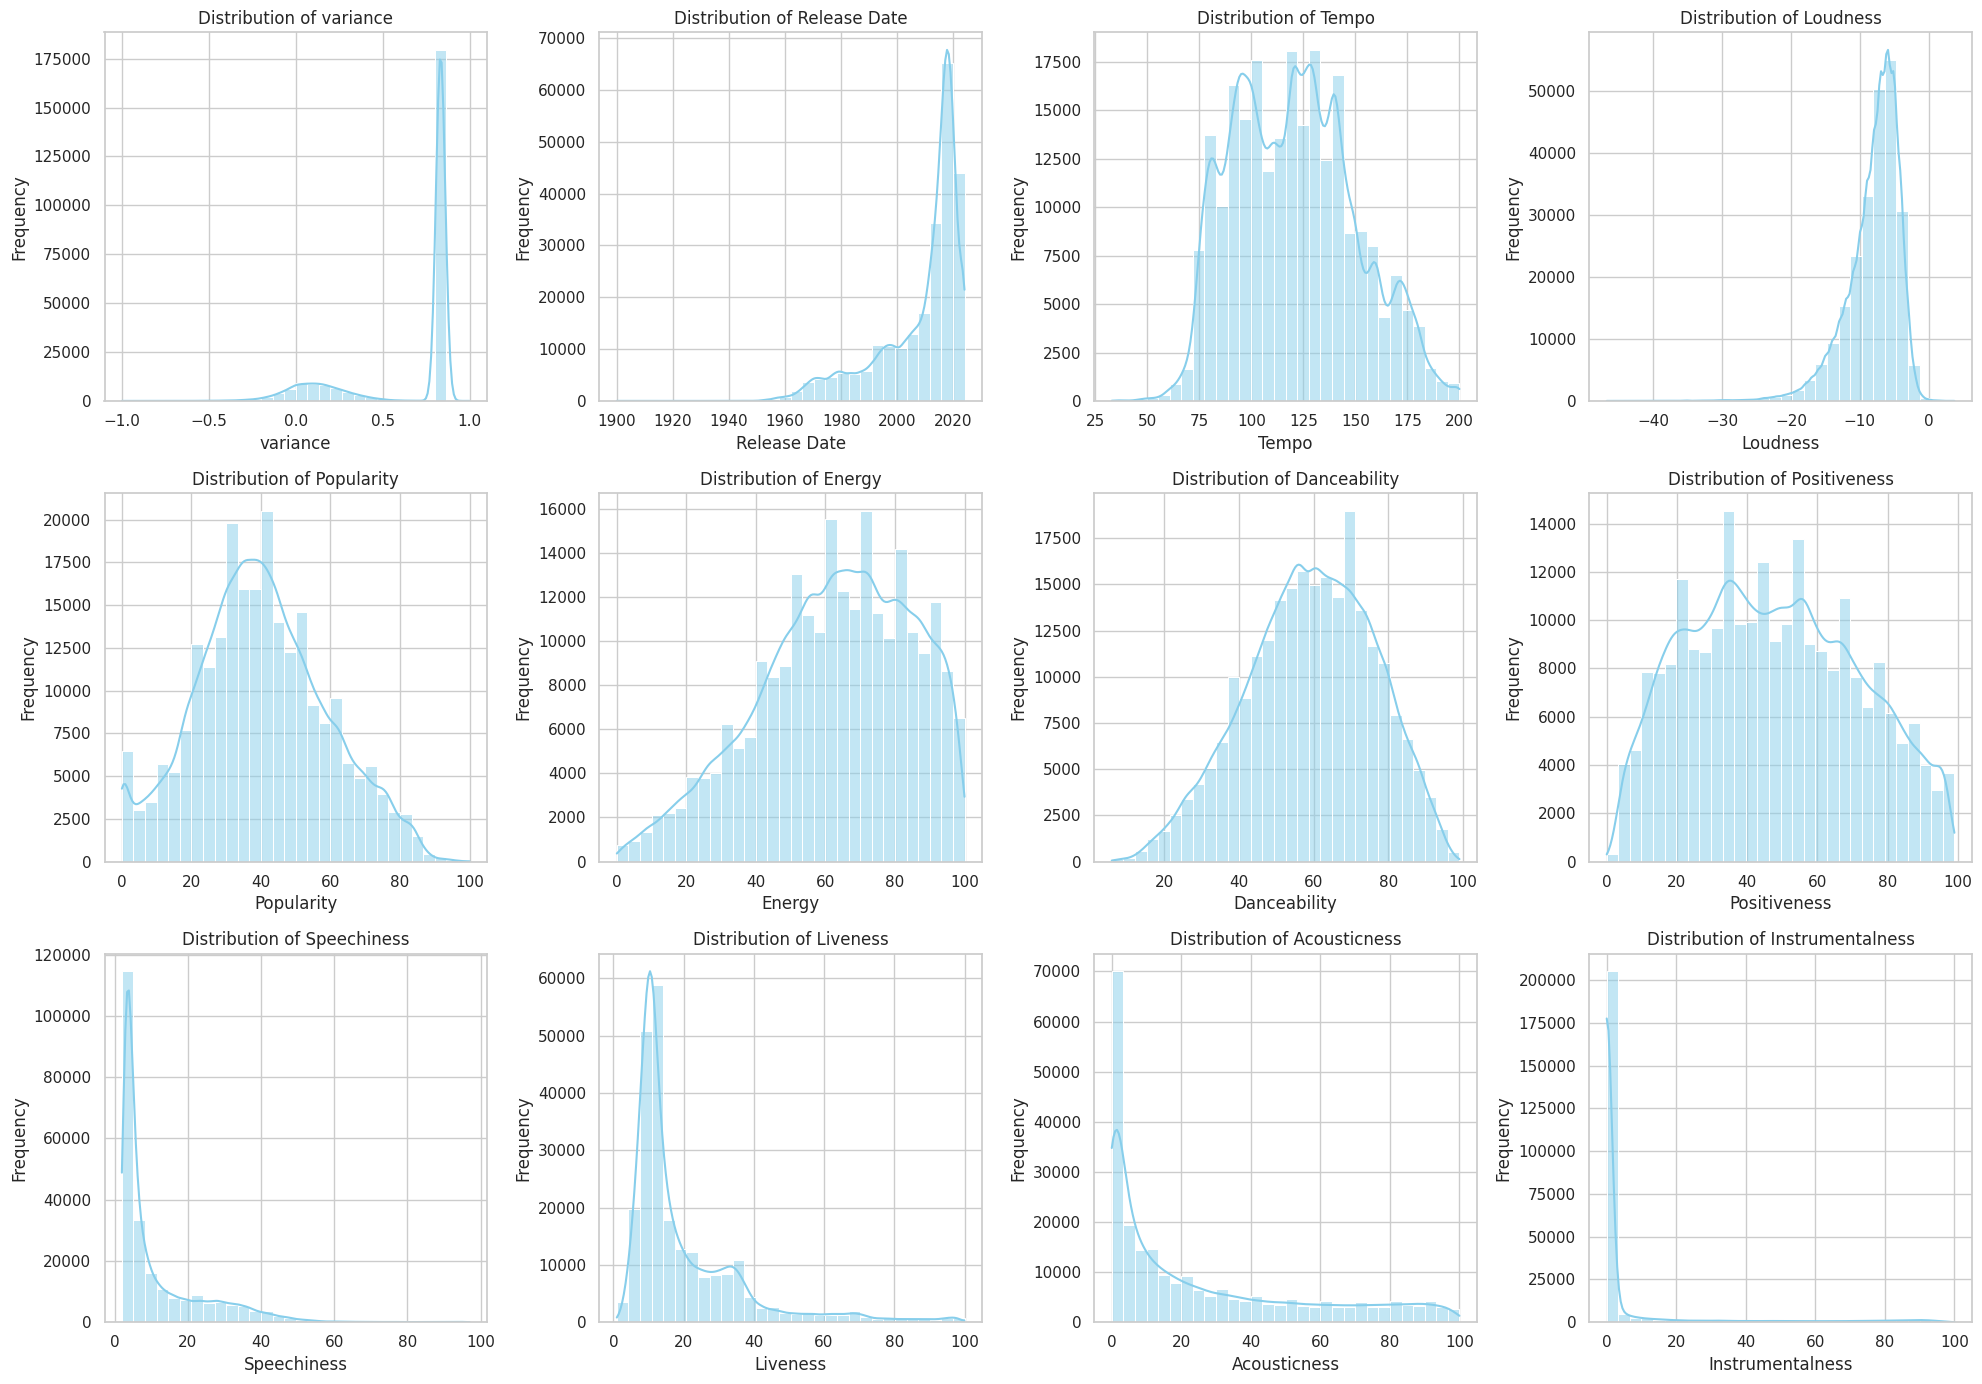 Distribution of variance
175000
150000
125000
100000
75000
50000
25000
0
Frequency
−1.0 −0.5 0.0 0.5 1.0
variance
Distribution of Release Date
70000
60000
50000
40000
30000
20000
10000
0
Frequency
1900 1920 1940 1960 1980 2000 2020
Release Date
Distribution of Tempo
17500
15000
12500
10000
7500
5000
2500
0
Frequency
25 50 75 100 125 150 175 200
Tempo
Distribution of Loudness
50000
40000
30000
20000
10000
0
Frequency
−40 −30 −20 −10 0
Loudness
Distribution of Popularity
20000
17500
15000
12500
10000
7500
5000
2500
0
Frequency
0 20 40 60 80 100
Popularity
Distribution of Energy
16000
14000
12000
10000
8000
6000
4000
2000
0
Frequency
0 20 40 60 80 100
Energy
Distribution of Danceability
17500
15000
12500
10000
7500
5000
2500
0
Frequency
20 40 60 80 100
Danceability
Distribution of Positiveness
14000
12000
10000
8000
6000
4000
2000
0
Frequency
0 20 40 60 80 100
Positiveness
Distribution of Speechiness
120000
100000
80000
60000
40000
20000
0
Frequency
0 20 40 60 80 100
Speechiness
Distribution of Liveness
60000
50000
40000
30000
20000
10000
0
Frequency
0 20 40 60 80 100
Liveness
Distribution of Acousticness
70000
60000
50000
40000
30000
20000
10000
0
Frequency
0 20 40 60 80 100
Acousticness
Distribution of Instrumentalness
200000
175000
150000
125000
100000
75000
50000
25000
0
Frequency
0 20 40 60 80 100
Instrumentalness